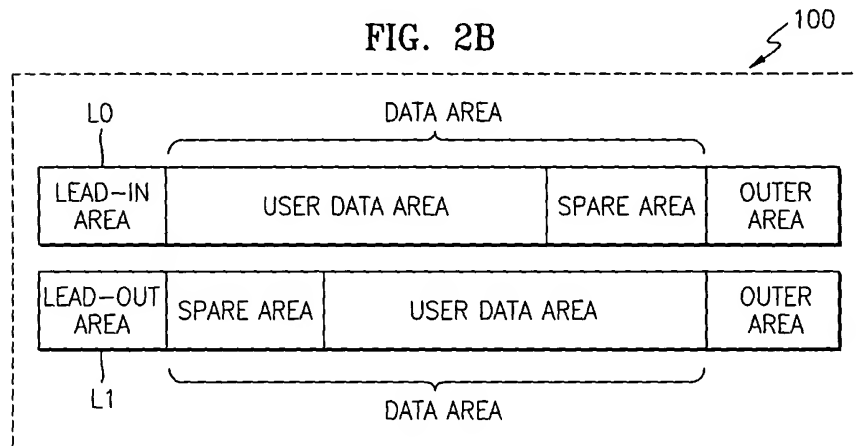 FIG. 2B
100
L0
DATA AREA
LEAD-IN AREA
USER DATA AREA
SPARE AREA
OUTER AREA
LEAD-OUT AREA
SPARE AREA
USER DATA AREA
OUTER AREA
L1
DATA AREA